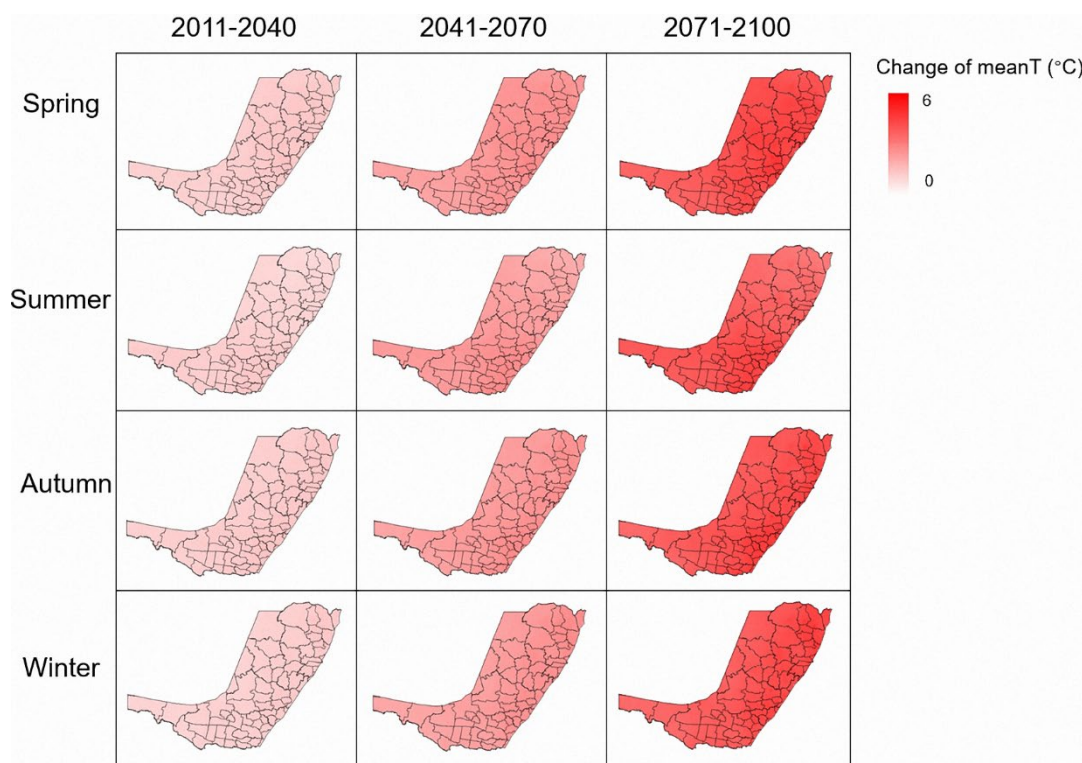 2011-2040 2041-2070 2071-2100
Change of meanT (°C)
6
0
Spring
Summer
Autumn
Winter